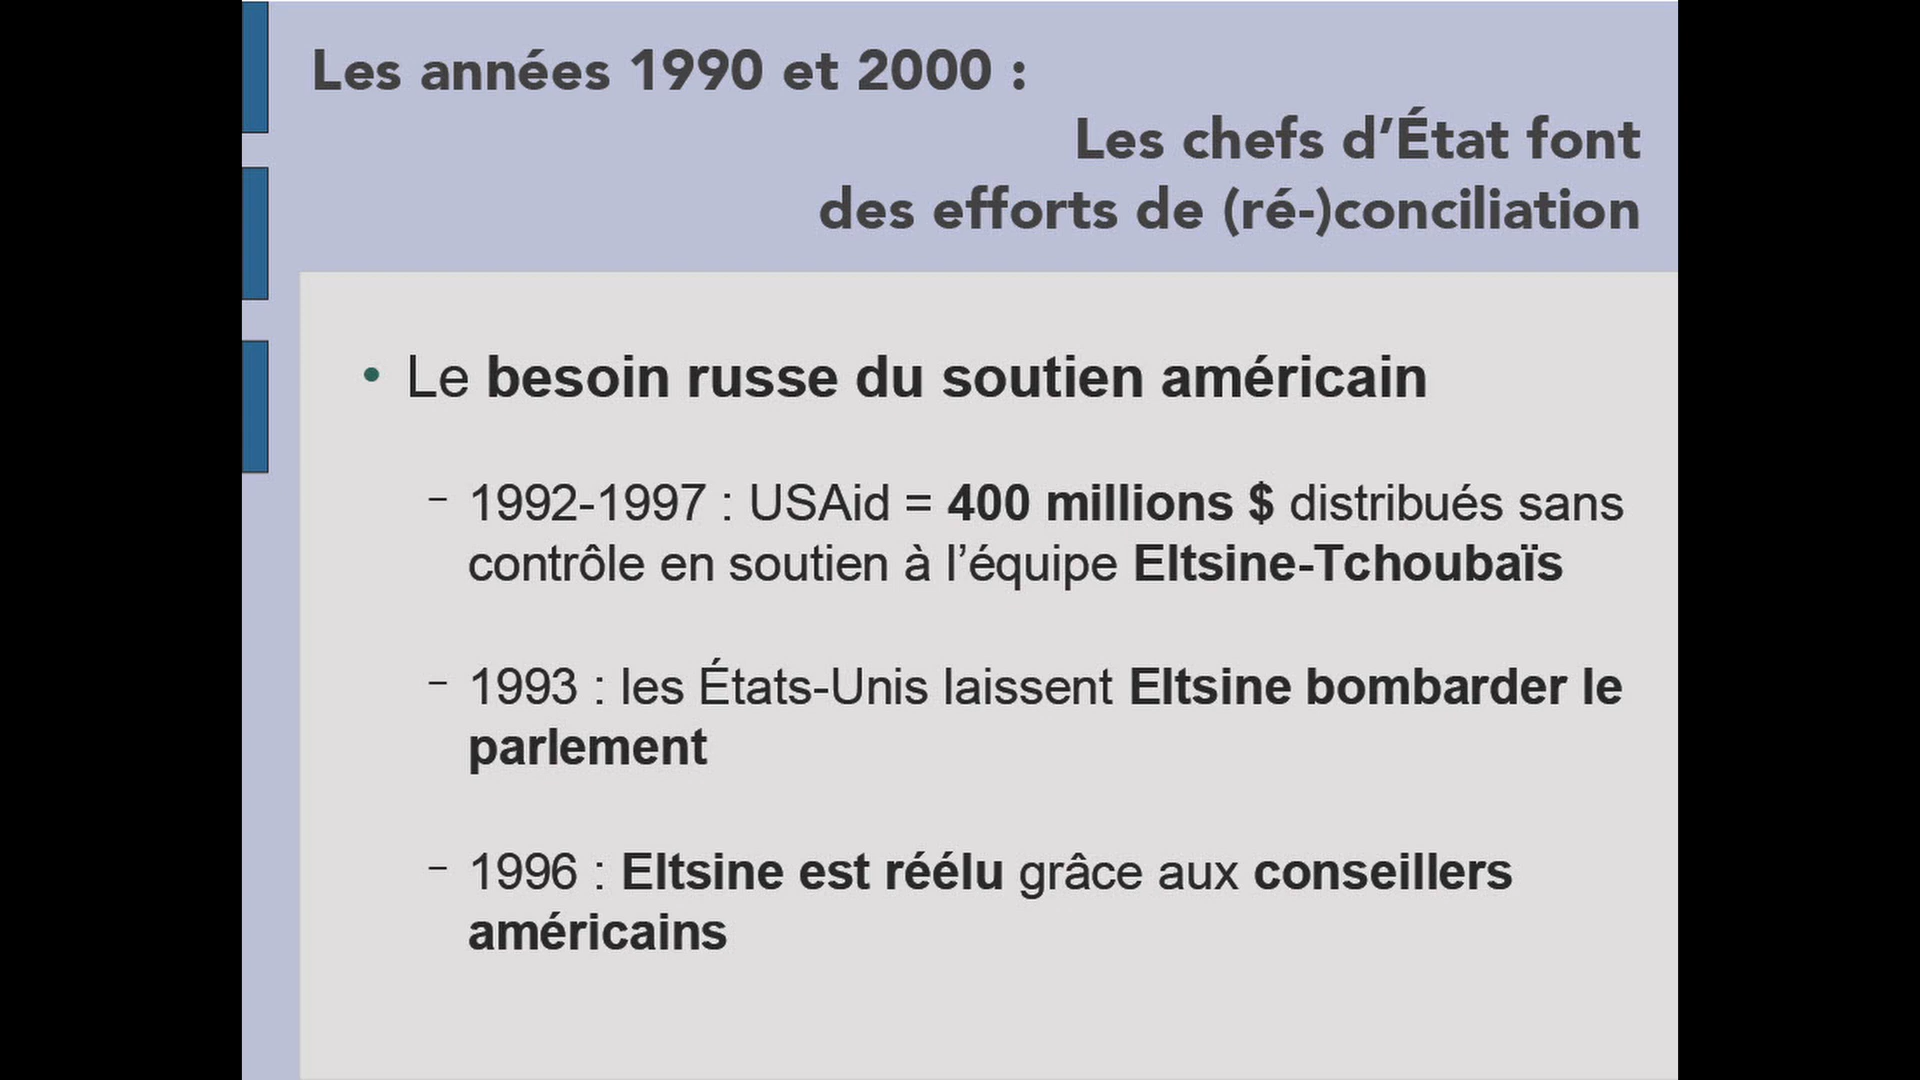 Les années 1990 et 2000 :
Les chefs d’État font
des efforts de (ré-)conciliation
• Le besoin russe du soutien américain
– 1992-1997 : USAid = 400 millions $ distribués sans
contrôle en soutien à l’équipe Eltsine-Tchoubaïs
– 1993 : les États-Unis laissent Eltsine bombarder le
parlement
– 1996 : Eltsine est réélu grâce aux conseillers
américains